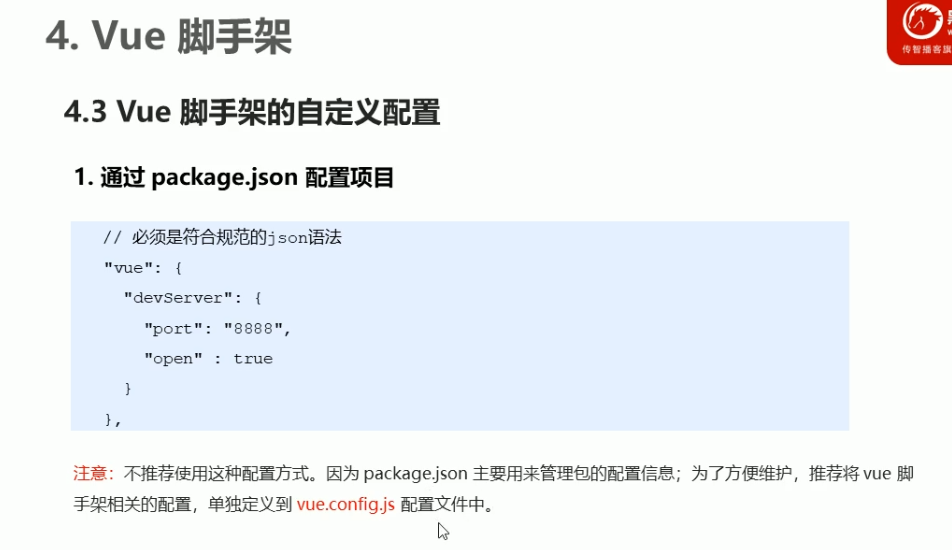 4. Vue 脚手架
传智播客旗
4.3 Vue 脚手架的自定义配置
1. 通过 package.json 配置项目
// 必须是符合规范的json语法
"vue": {
"devServer": {
"port": "8888",
"open" : true
}
},
注意：不推荐使用这种配置方式。因为 package.json 主要用来管理包的配置信息；为了方便维护，推荐将 vue 脚
手架相关的配置，单独定义到 vue.config.js 配置文件中。